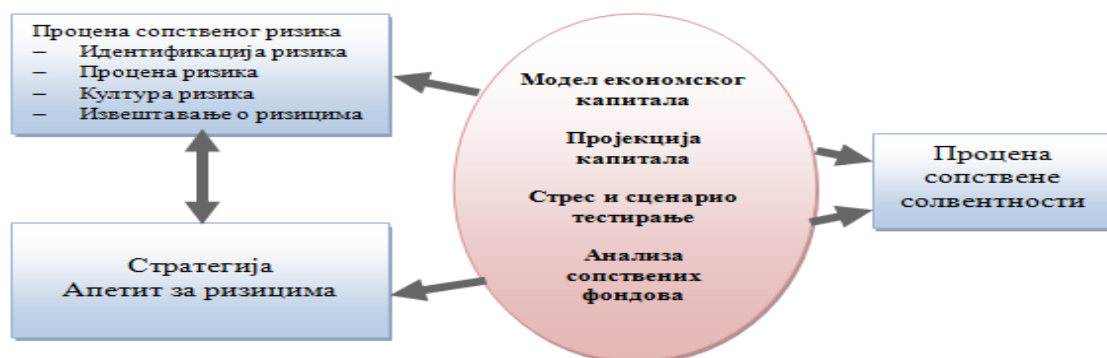 Процена сопственог ризика
– Идентификација ризика
– Процена ризика
– Култура ризика
– Извештавање о ризицима
Стратегија
Апетит за ризицима
Модел економског
капитала
Пројекција
капитала
Стрес и сценарио
тестирање
Анализа
сопствених
фондова
Процена
сопствене
солвентности